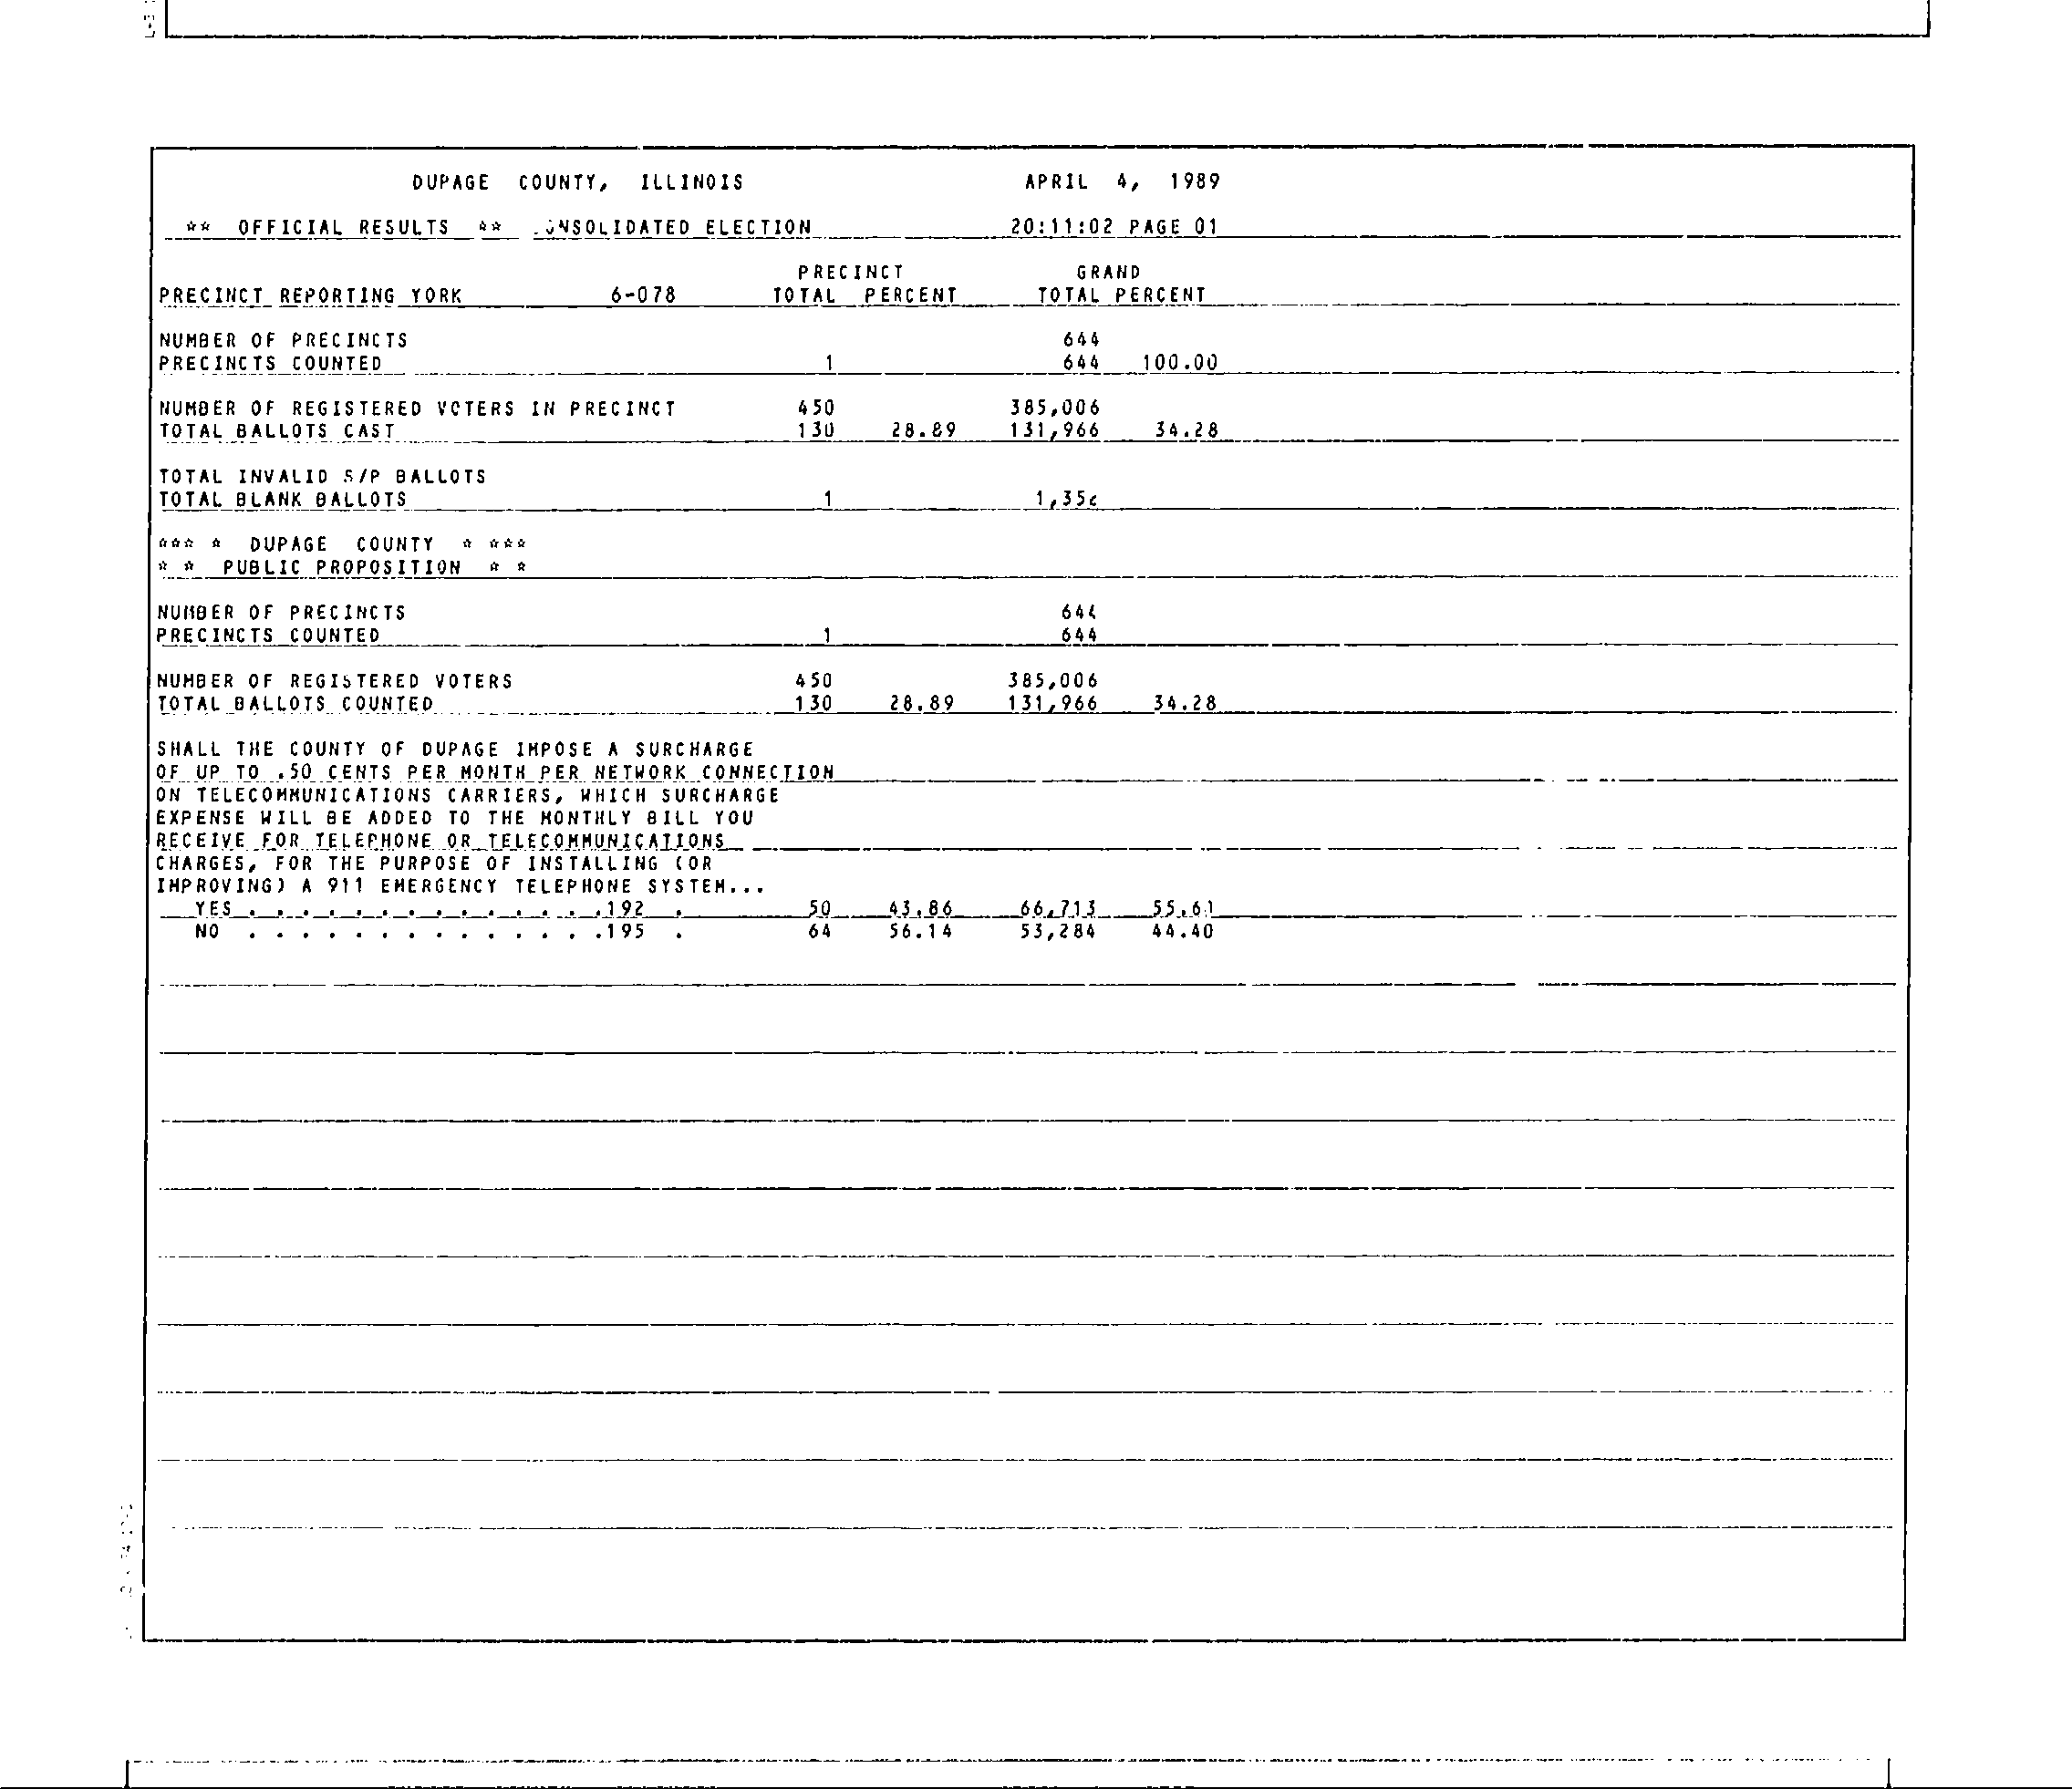 DUPAGE COUNTY, ILLINOIS APRIL 4, 1989
** OFFICIAL RESULTS ** ONSOLIDATED ELECTION 20:11:02 PAGE 01
PRECINCT GRAND
PRECINCT REPORTING YORK 6-078 TOTAL PERCENT TOTAL PERCENT
NUMBER OF PRECINCTS 644
PRECINCTS COUNTED 1 644 100.00
NUMBER OF REGISTERED VOTERS IN PRECINCT 450 385,006
TOTAL BALLOTS CAST 130 28.89 131,966 34.28
TOTAL INVALID S/P BALLOTS
TOTAL BLANK BALLOTS 1
*** * DUPAGE COUNTY * ***
* * PUBLIC PROPOSITION * *
NUMBER OF PRECINCTS 644
PRECINCTS COUNTED 1 644
NUMBER OF REGISTERED VOTERS 450 385,006
TOTAL BALLOTS COUNTED 130 28.89 131,966 34.28
SHALL THE COUNTY OF DUPAGE IMPOSE A SURCHARGE
OF UP TO .50 CENTS PER MONTH PER NETWORK CONNECTION
ON TELECOMMUNICATIONS CARRIERS, WHICH SURCHARGE
EXPENSE WILL BE ADDED TO THE MONTHLY BILL YOU
RECEIVE FOR TELEPHONE OR TELECOMMUNICATIONS
CHARGES, FOR THE PURPOSE OF INSTALLING (OR
IMPROVING) A 911 EMERGENCY TELEPHONE SYSTEM...
YES . . . . . . . . . . . . . .192 . 50 43.86 66,713 55.61
NO . . . . . . . . . . . . . .195 . 64 56.14 53,284 44.40